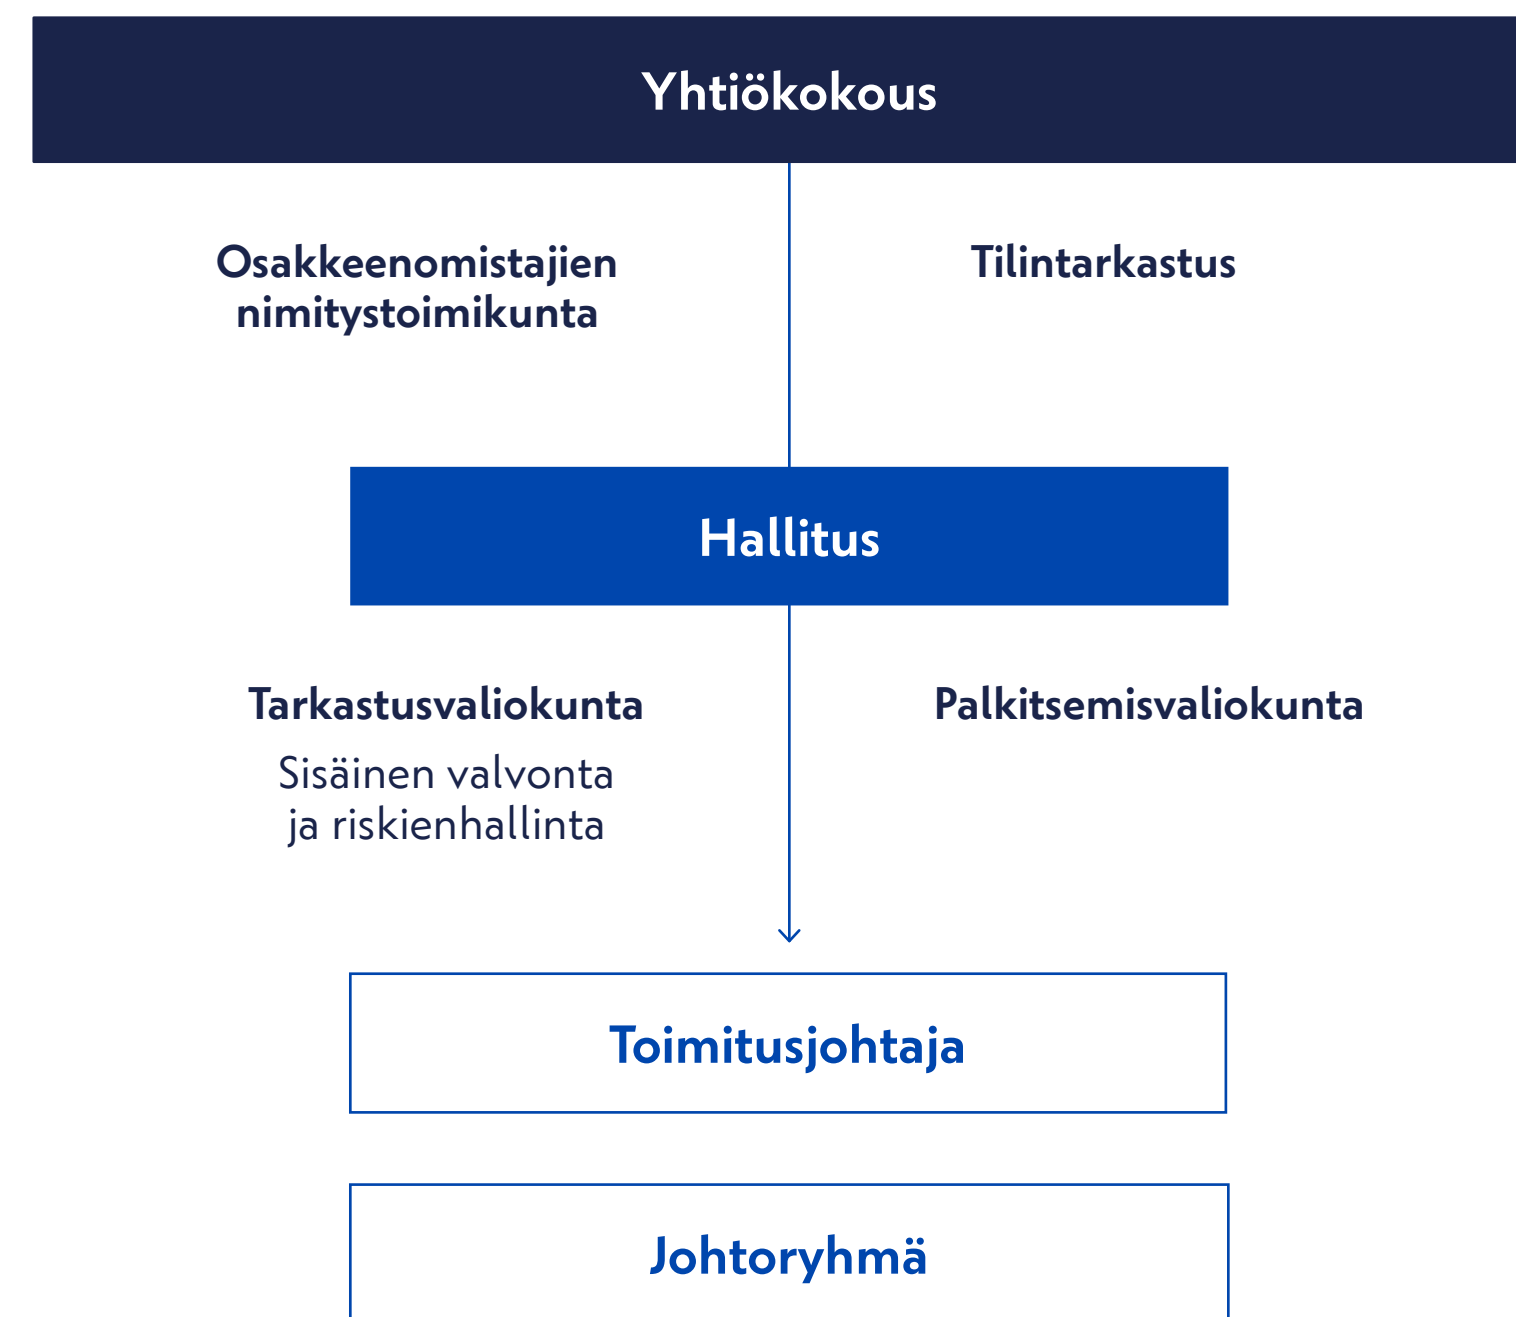 Yhtiökokous
Osakkeenomistajien
nimitystoimikunta
Tilintarkastus
Hallitus
Tarkastusvaliokunta
Sisäinen valvonta
ja riskienhallinta
Palkitsemisvaliokunta
Toimitusjohtaja
Johtoryhmä